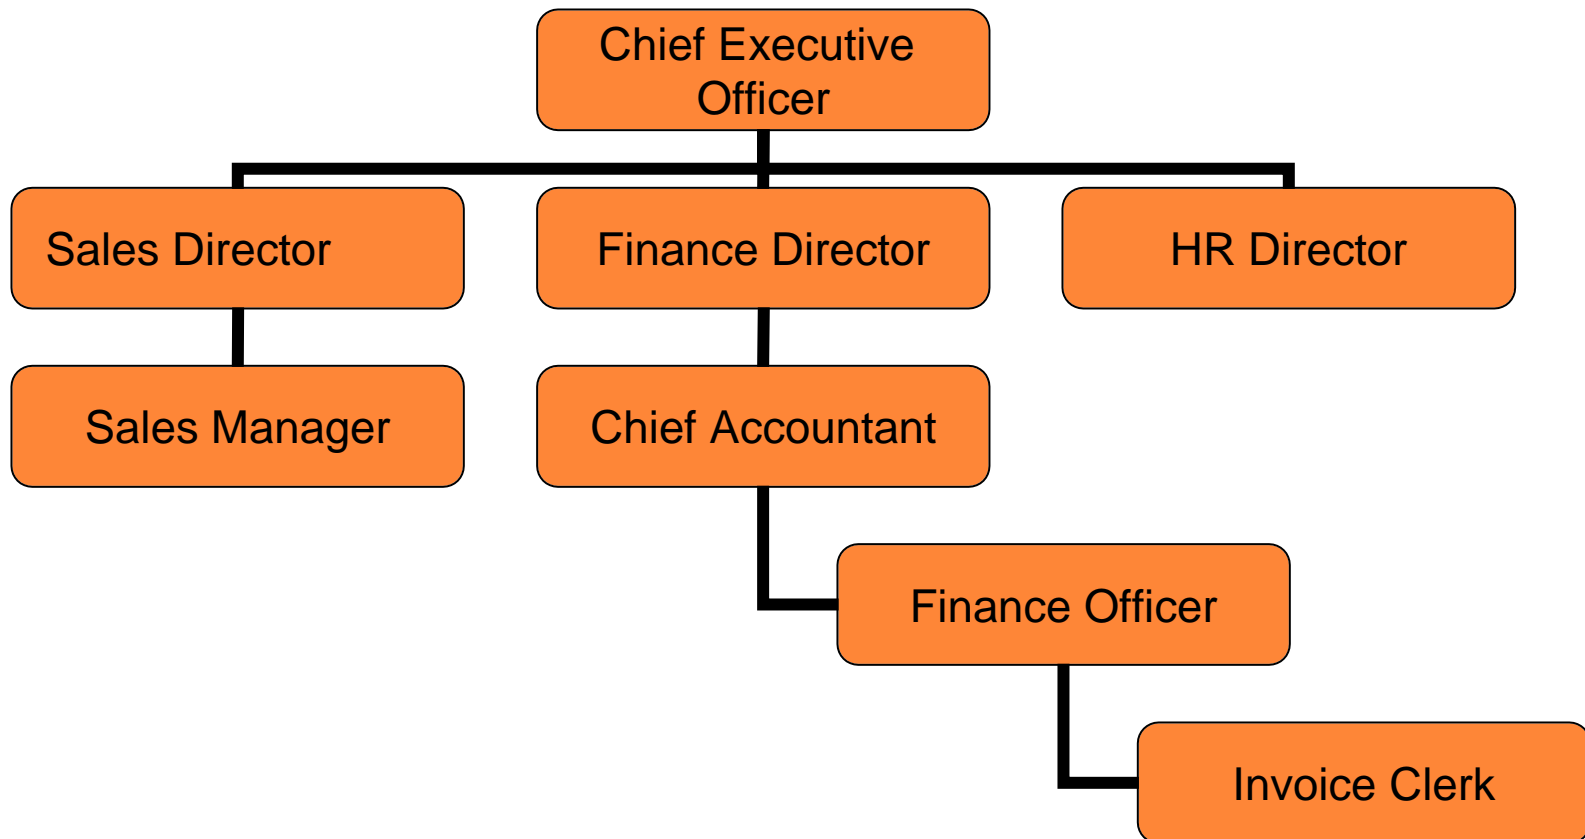 Chief Executive
Officer
Sales Director
Finance Director
HR Director
Sales Manager
Chief Accountant
Finance Officer
Invoice Clerk